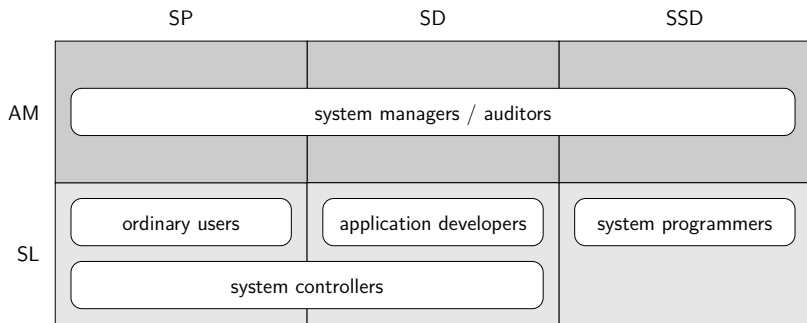 SP SD SSD
AM
system managers / auditors
ordinary users application developers system programmers
SL
system controllers